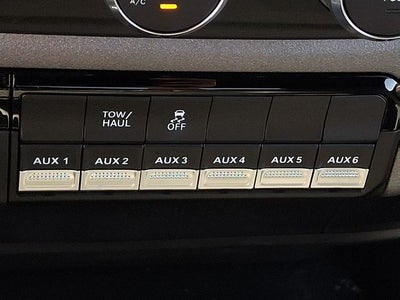 A/C
TOW/
HAUL
OFF
AUX 1
AUX 2
AUX 3
AUX 4
AUX 5
AUX 6